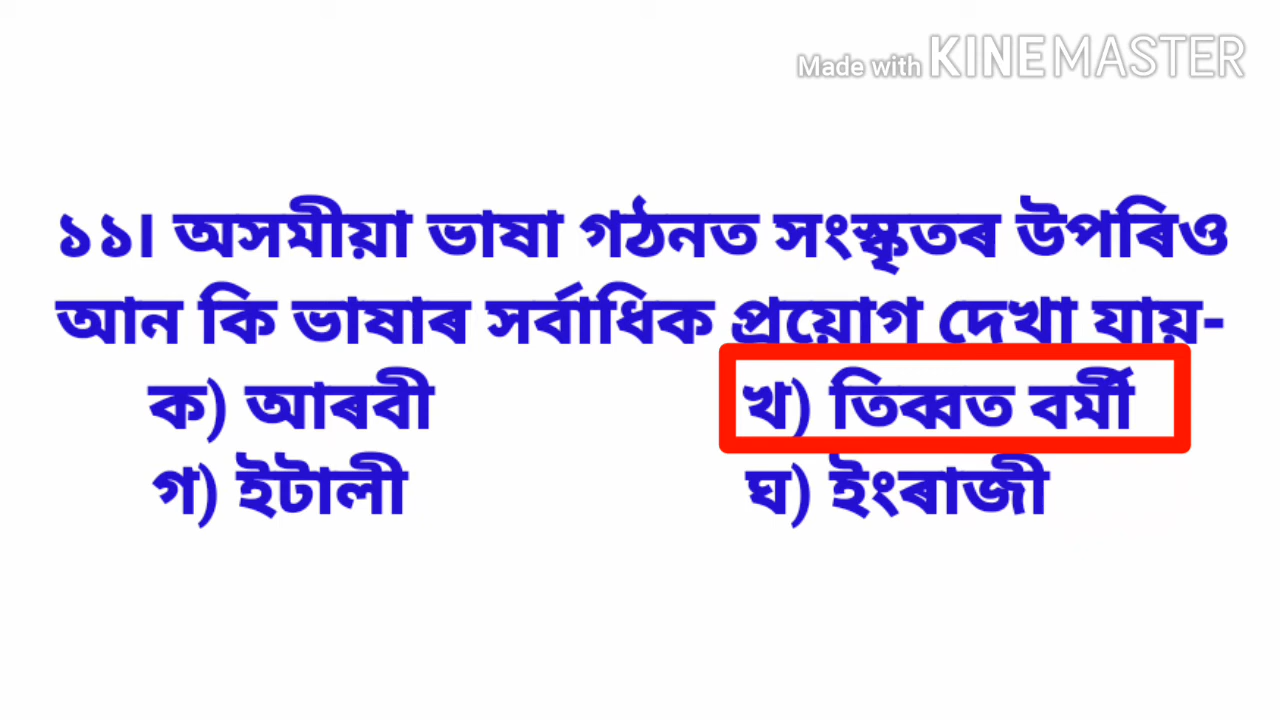 Made with KINEMASTER
১১। অসমীয়া ভাষা গঠনত সংস্কৃতৰ উপৰিও
আন কি ভাষাৰ সৰ্বাধিক প্ৰয়োগ দেখা যায়-
ক) আৰবী খ) তিব্বত বৰ্মী
গ) ইটালী ঘ) ইংৰাজী